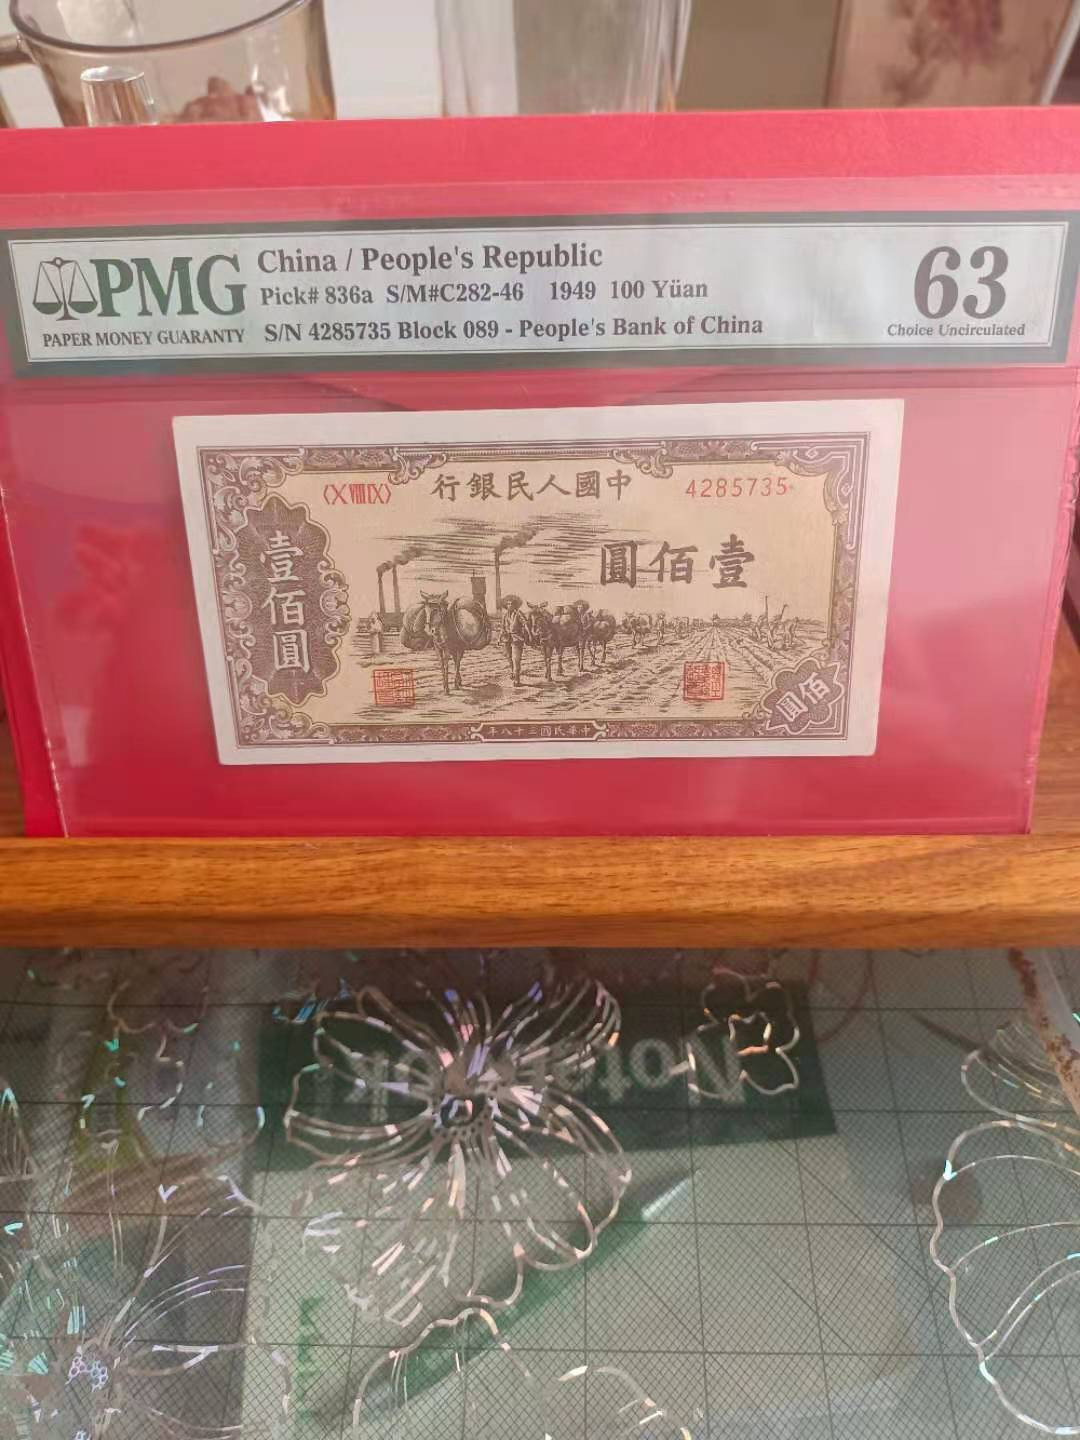 PMG
PAPER MONEY GUARANTY
China / People's Republic
Pick# 836a S/M#C282-46 1949 100 Yüan
S/N 4285735 Block 089 - People's Bank of China
63
Choice Uncirculated
〈X VIII IX〉
行銀民人國中
4285735
圓佰壹
壹佰圓
圓佰
年八十三國民華中